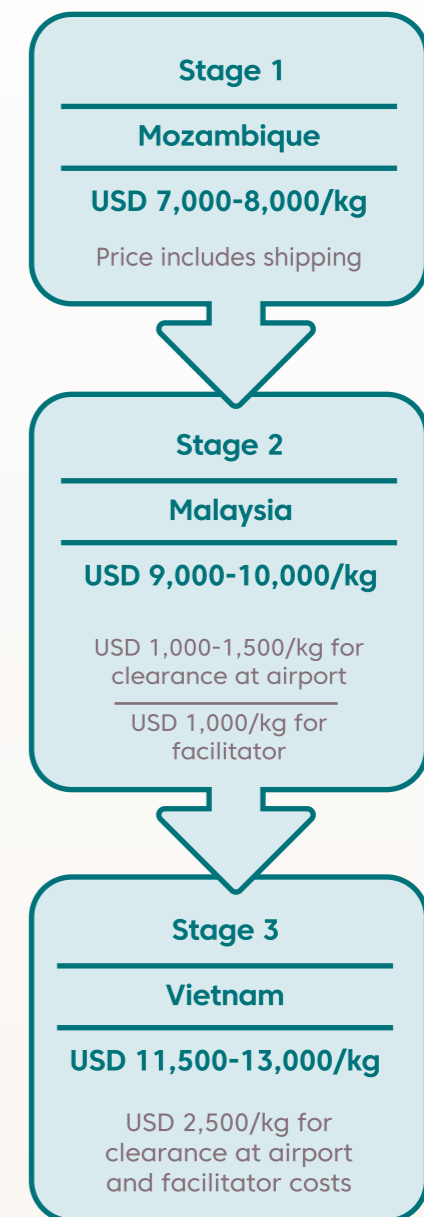 Stage 1
Mozambique
USD 7,000-8,000/kg
Price includes shipping
Stage 2
Malaysia
USD 9,000-10,000/kg
USD 1,000-1,500/kg for
clearance at airport
USD 1,000/kg for
facilitator
Stage 3
Vietnam
USD 11,500-13,000/kg
USD 2,500/kg for
clearance at airport
and facilitator costs